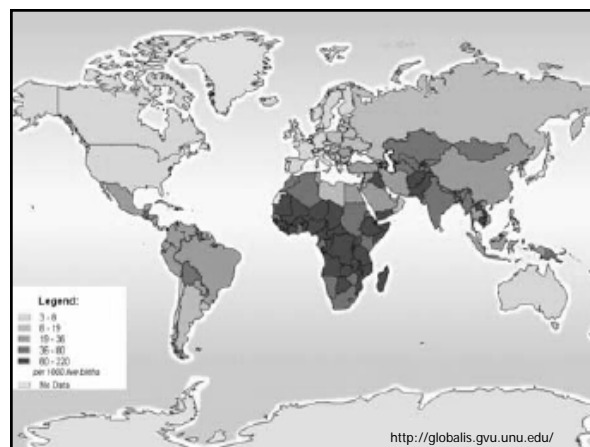 Legend:
3 - 8
8 - 19
19 - 36
36 - 80
80 - 220
per 1000 live births
No Data
http://globalis.gvu.unu.edu/